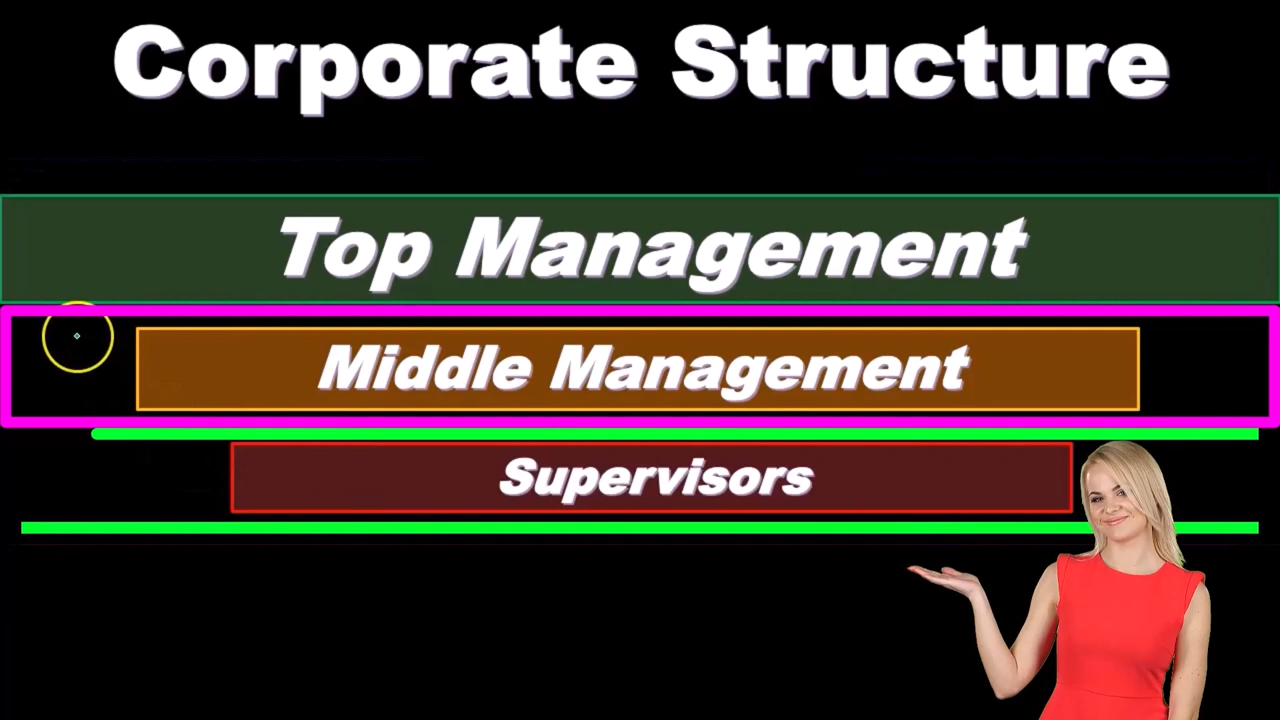 Corporate Structure
Top Management
Middle Management
Supervisors